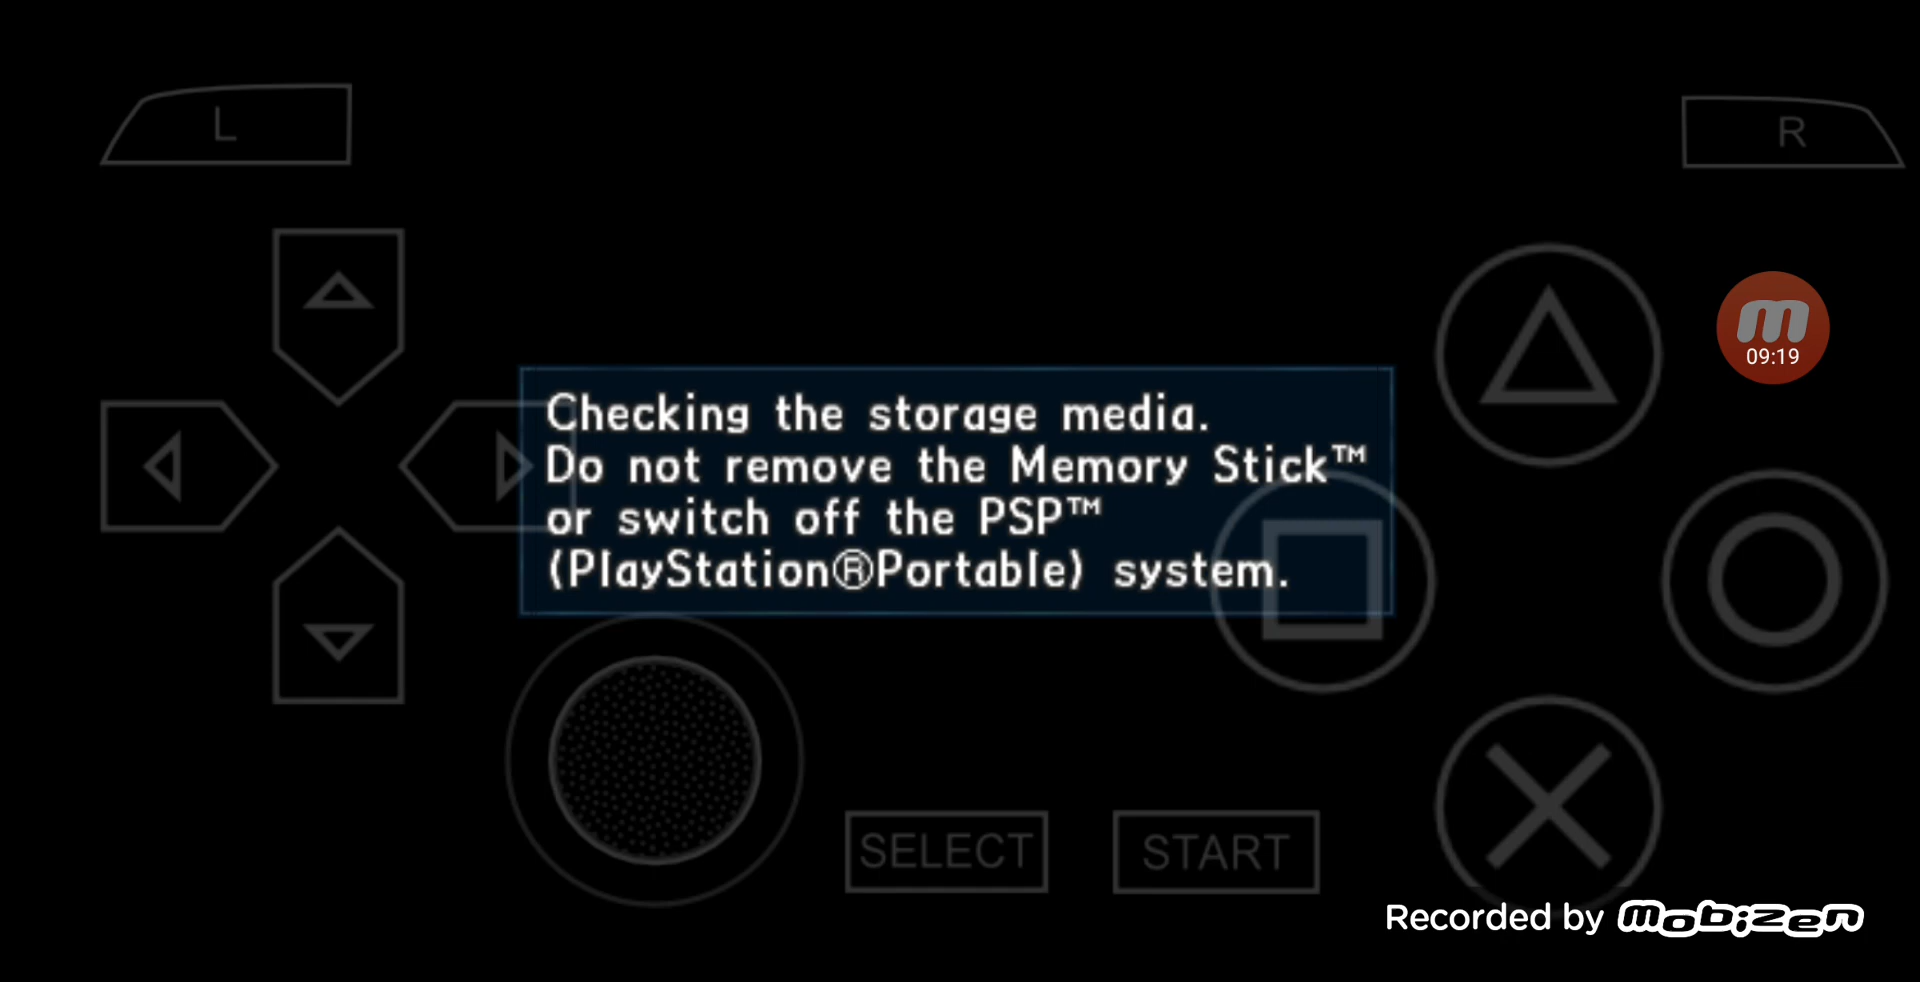 L
R
m
09:19
Checking the storage media.
Do not remove the Memory Stick™
or switch off the PSP™
(PlayStation®Portable) system.
SELECT
START
Recorded by mobizen